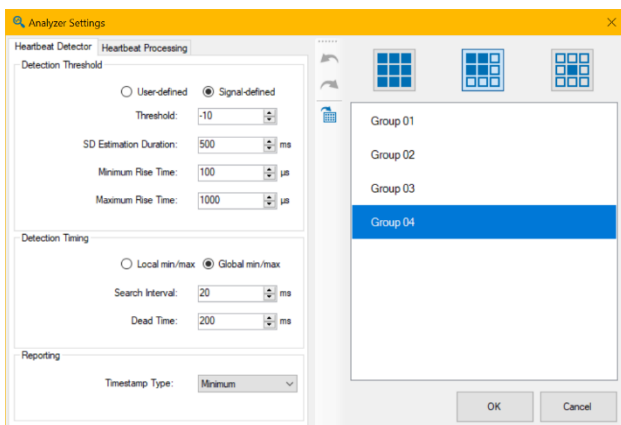 Analyzer Settings
Heartbeat Detector Heartbeat Processing
Detection Threshold
User-defined Signal-defined
Threshold: -10
SD Estimation Duration: 500 ms
Minimum Rise Time: 100 µs
Maximum Rise Time: 1000 µs
Detection Timing
Local min/max Global min/max
Search Interval: 20 ms
Dead Time: 200 ms
Reporting
Timestamp Type: Minimum
Group 01
Group 02
Group 03
Group 04
OK Cancel